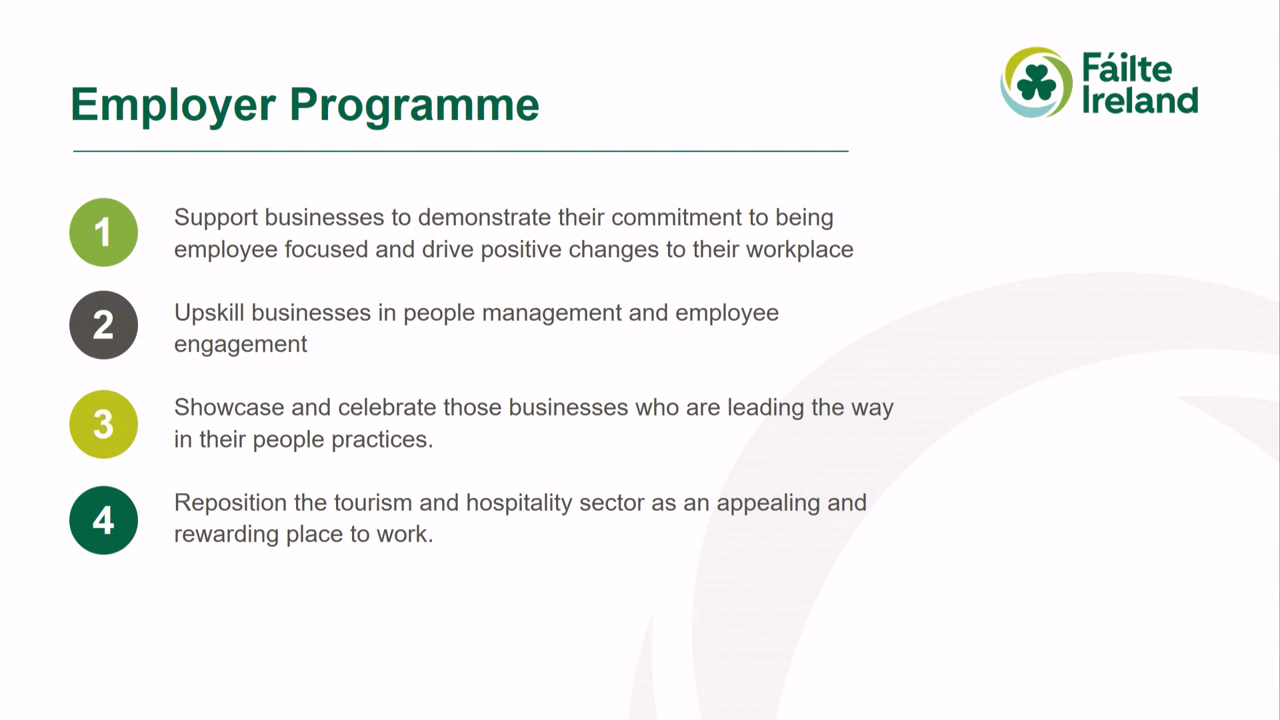 Employer Programme
Fáilte
Ireland
1
Support businesses to demonstrate their commitment to being
employee focused and drive positive changes to their workplace
2
Upskill businesses in people management and employee
engagement
3
Showcase and celebrate those businesses who are leading the way
in their people practices.
4
Reposition the tourism and hospitality sector as an appealing and
rewarding place to work.